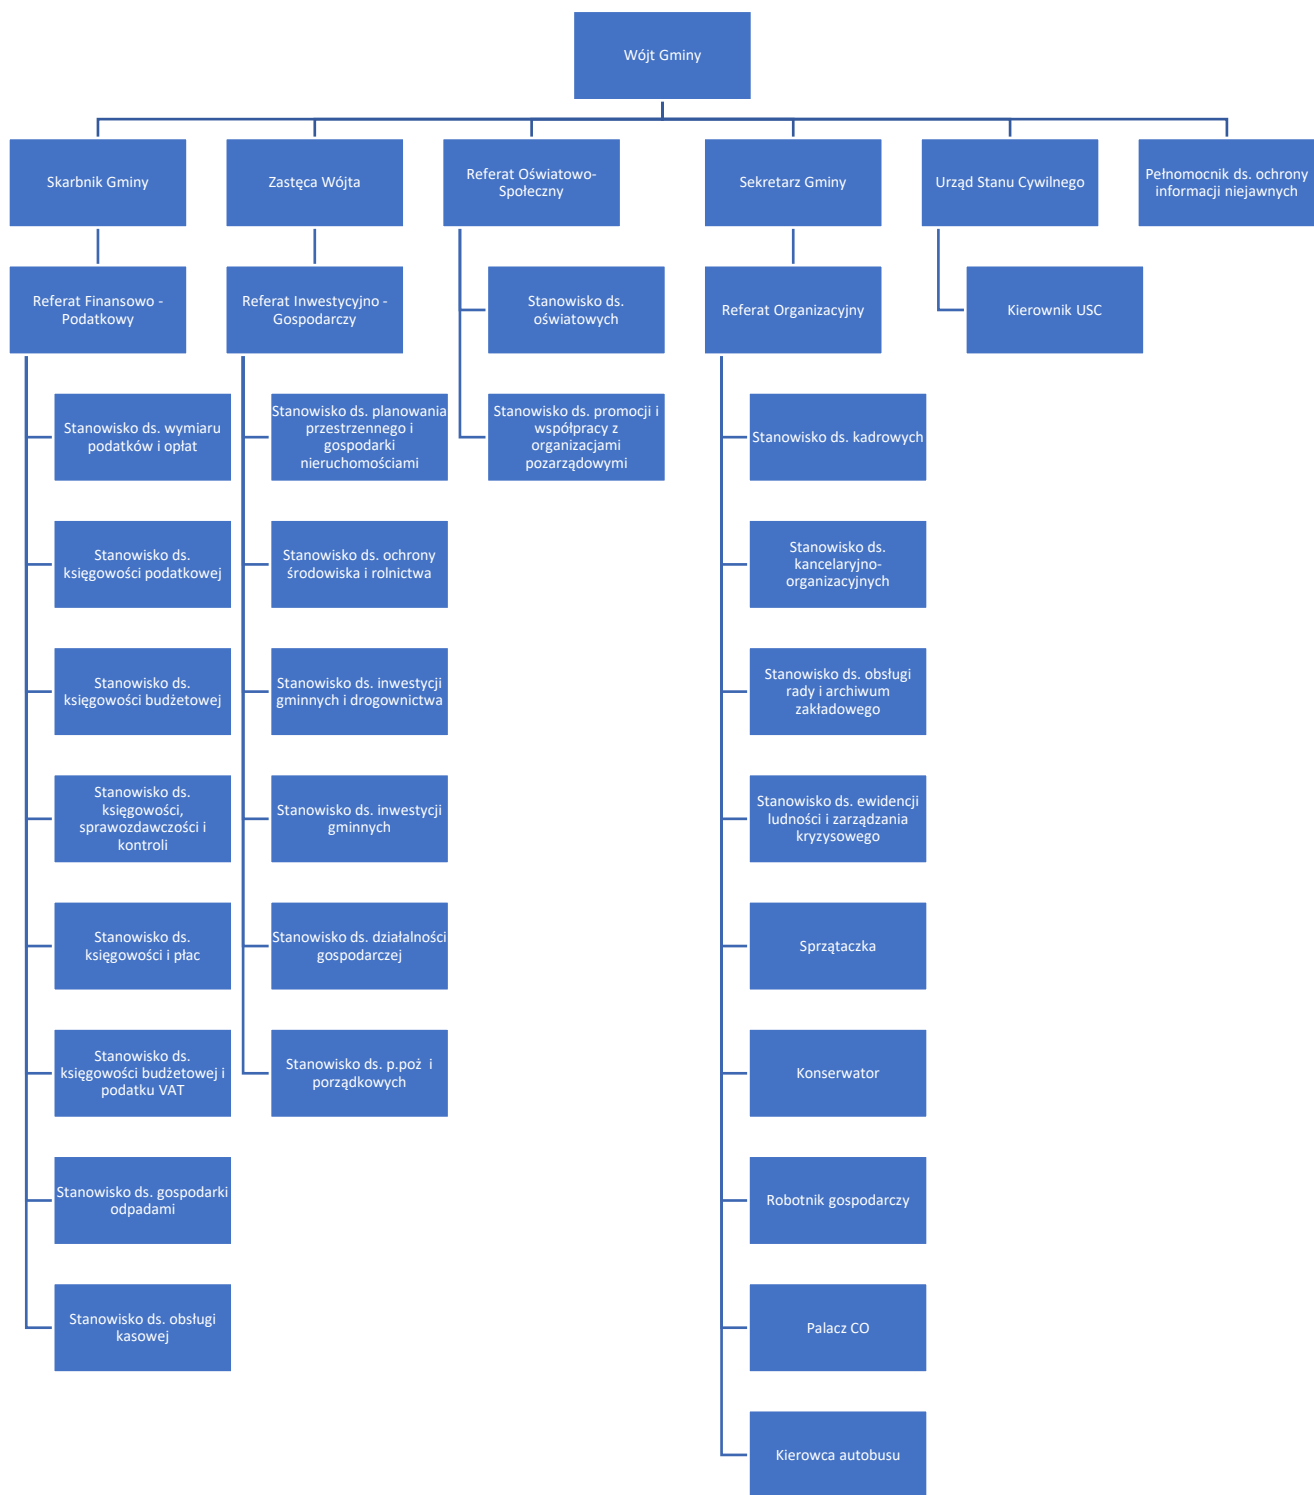 Wójt Gminy
Skarbnik Gminy
Zastęca Wójta
Referat Oświatowo-
Społeczny
Sekretarz Gminy
Urząd Stanu Cywilnego
Pełnomocnik ds. ochrony
informacji niejawnych
Referat Finansowo -
Podatkowy
Referat Inwestycyjno -
Gospodarczy
Stanowisko ds.
oświatowych
Referat Organizacyjny
Kierownik USC
Stanowisko ds. wymiaru
podatków i opłat
Stanowisko ds. planowania
przestrzennego i
gospodarki
nieruchomościami
Stanowisko ds. promocji i
współpracy z
organizacjami
pozarządowymi
Stanowisko ds. kadrowych
Stanowisko ds.
księgowości podatkowej
Stanowisko ds. ochrony
środowiska i rolnictwa
Stanowisko ds.
kancelaryjno-
organizacyjnych
Stanowisko ds.
księgowości budżetowej
Stanowisko ds. inwestycji
gminnych i drogownictwa
Stanowisko ds. obsługi
rady i archiwum
zakładowego
Stanowisko ds.
księgowości,
sprawozdawczości i
kontroli
Stanowisko ds. inwestycji
gminnych
Stanowisko ds. ewidencji
ludności i zarządzania
kryzysowego
Stanowisko ds.
księgowości i płac
Stanowisko ds. działalności
gospodarczej
Sprzątaczka
Stanowisko ds.
księgowości budżetowej i
podatku VAT
Stanowisko ds. p.poż i
porządkowych
Konserwator
Stanowisko ds. gospodarki
odpadami
Robotnik gospodarczy
Stanowisko ds. obsługi
kasowej
Palacz CO
Kierowca autobusu